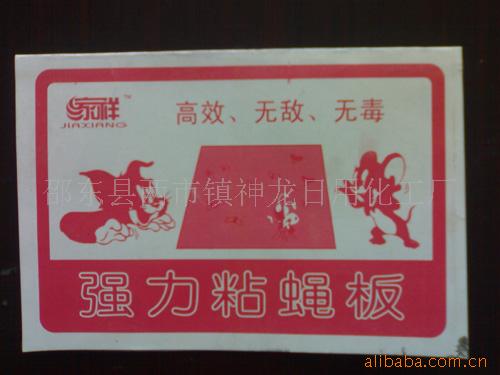 家祥 TM
JIAXIANG
高效、无敌、无毒
邵东县两市镇神龙日用化工厂
强力粘蝇板
alibaba.com.cn